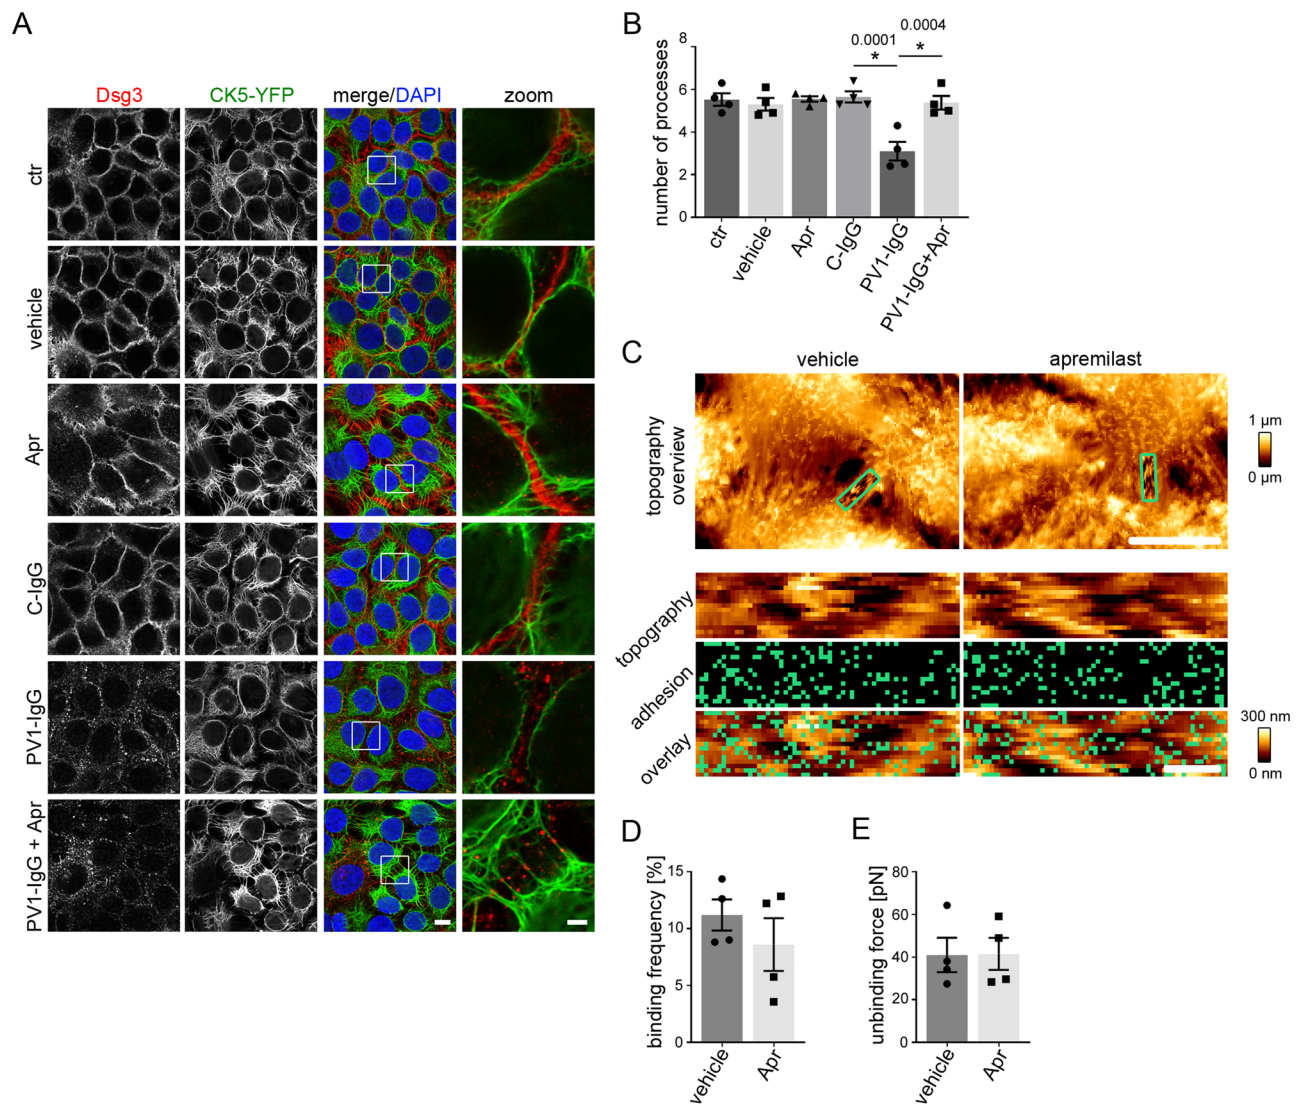 A
Dsg3 CK5-YFP merge/DAPI zoom
ctr
vehicle
Apr
C-IgG
PV1-IgG
PV1-IgG + Apr
B
number of processes
8
6
4
2
0
0.0001
*
0.0004
*
ctr
vehicle
Apr
C-IgG
PV1-IgG
PV1-IgG+Apr
C
vehicle apremilast
topography
overview
1 µm
0 µm
topography
adhesion
overlay
300 nm
0 nm
D
binding frequency [%]
15
10
5
0
vehicle
Apr
E
unbinding force [pN]
80
60
40
20
0
vehicle
Apr